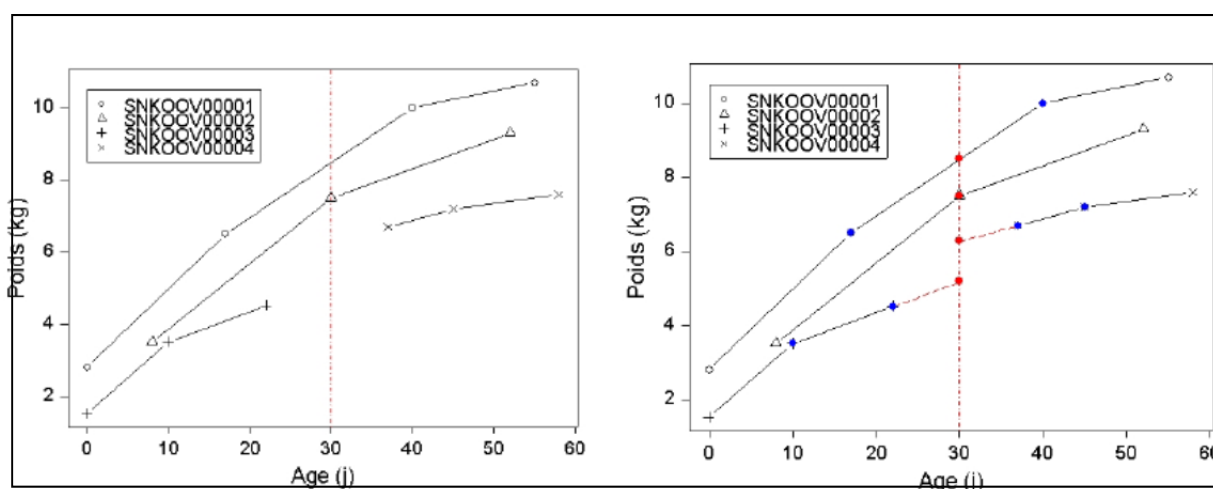 SNKOOV00001
SNKOOV00002
SNKOOV00003
SNKOOV00004
10
8
6
4
2
Poids (kg)
0 10 20 30 40 50 60
Age (j)
SNKOOV00001
SNKOOV00002
SNKOOV00003
SNKOOV00004
10
8
6
4
2
Poids (kg)
0 10 20 30 40 50 60
Age (j)